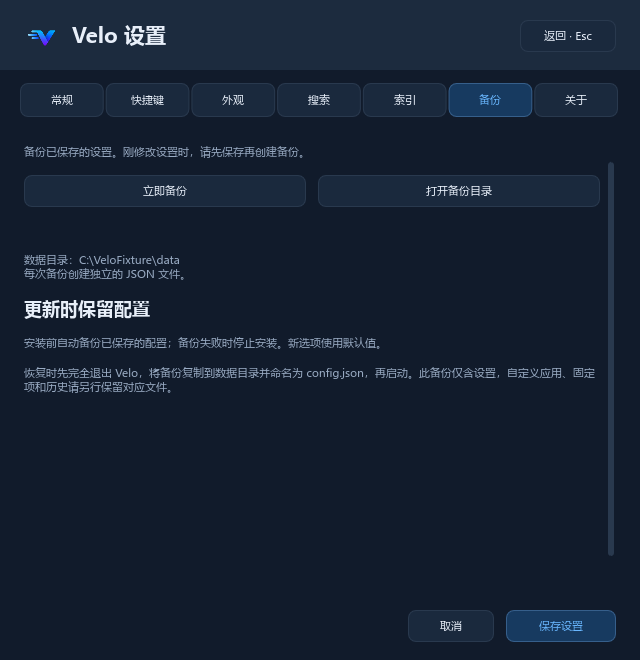 Velo 设置
返回 · Esc
常规
快捷键
外观
搜索
索引
备份
关于
备份已保存的设置。刚修改设置时，请先保存再创建备份。
立即备份
打开备份目录
数据目录：C:\VeloFixture\data
每次备份创建独立的 JSON 文件。
更新时保留配置
安装前自动备份已保存的配置；备份失败时停止安装。新选项使用默认值。
恢复时先完全退出 Velo，将备份复制到数据目录并命名为 config.json，再启动。此备份仅含设置，自定义应用、固定
项和历史请另行保留对应文件。
取消
保存设置